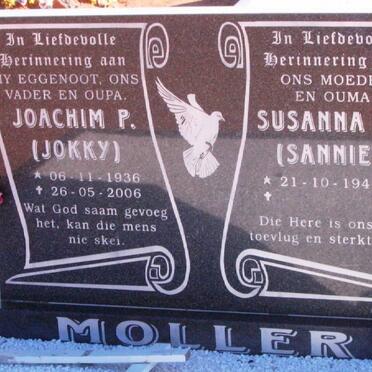 In Liefdevolle
Herinnering aan
MY EGGENOOT, ONS
VADER EN OUPA.
JOACHIM P.
(JOKKY)
★ 06-11-1936
✝ 26-05-2006
Wat God saam gevoeg
het, kan die mens
nie skei.
In Liefdevo
Herinnering
ONS MOEDE
EN OUMA
SUSANNA
(SANNIE
★ 21-10-194
✝
Die Here is ons
toevlug en sterkt
MOLLER